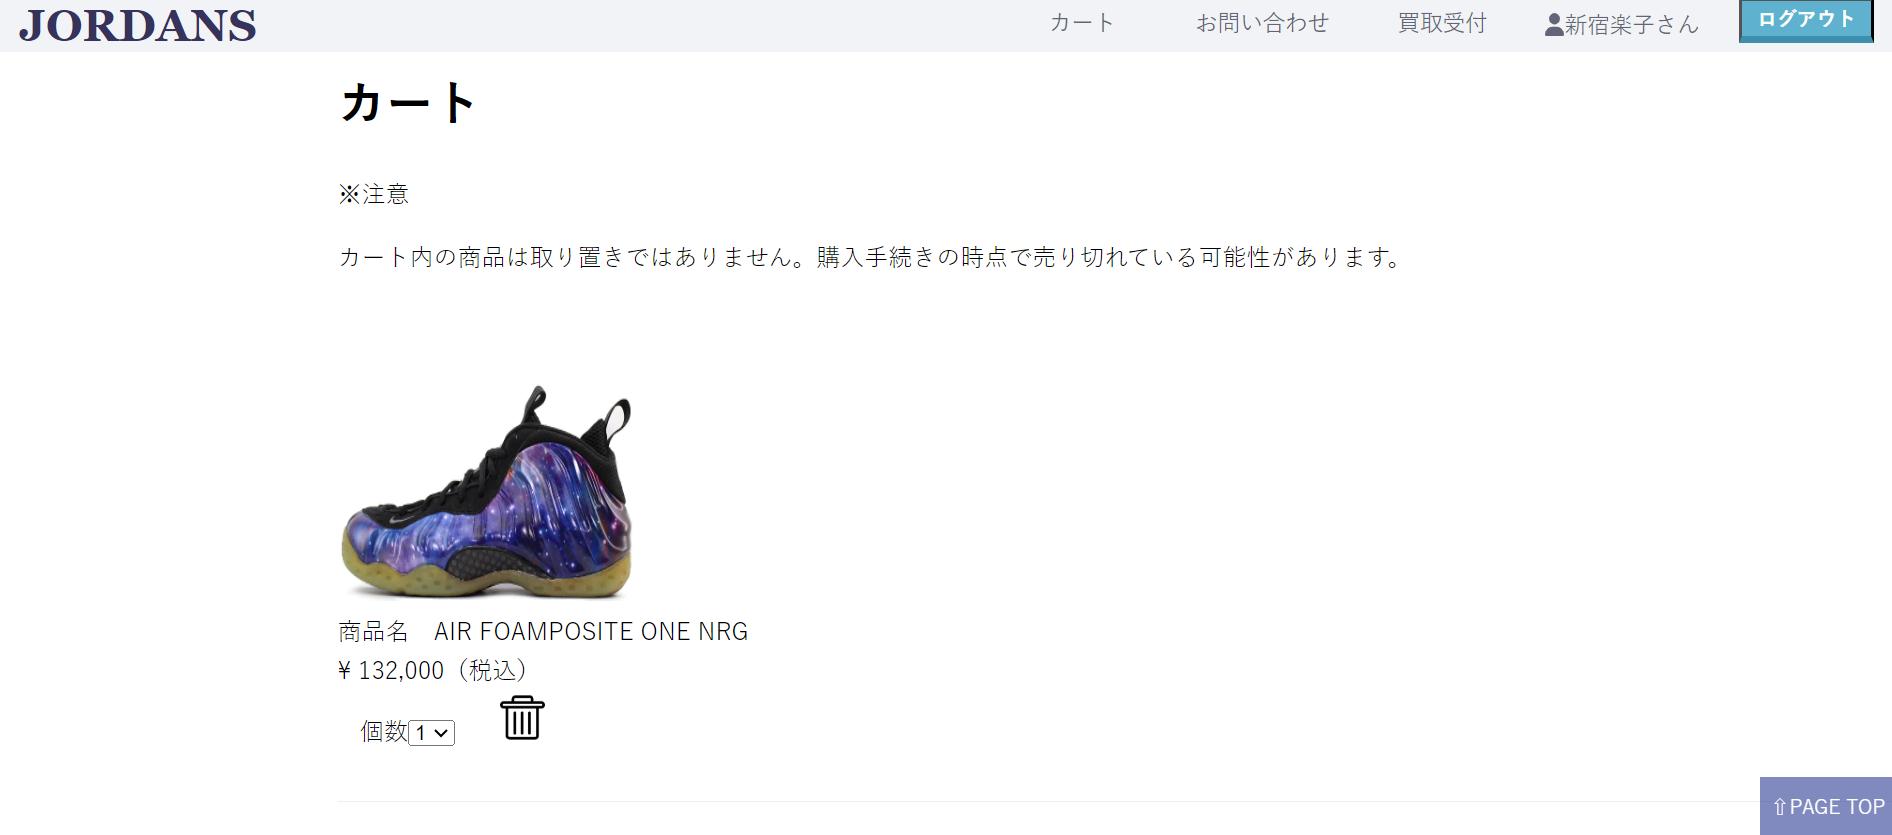 JORDANS
カート
お問い合わせ
買取受付
新宿楽子さん
ログアウト
カート
※注意
カート内の商品は取り置きではありません。購入手続きの時点で売り切れている可能性があります。
商品名　AIR FOAMPOSITE ONE NRG
¥ 132,000（税込）
個数 1
⇧PAGE TOP